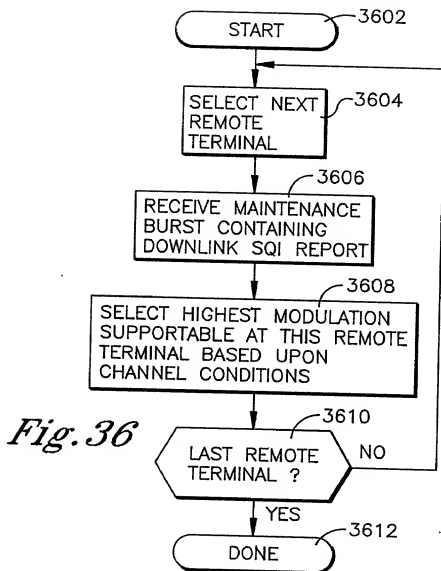 START
3602
SELECT NEXT
REMOTE
TERMINAL
3604
3606
RECEIVE MAINTENANCE
BURST CONTAINING
DOWNLINK SQI REPORT
3608
SELECT HIGHEST MODULATION
SUPPORTABLE AT THIS REMOTE
TERMINAL BASED UPON
CHANNEL CONDITIONS
3610
Fig. 36
LAST REMOTE
TERMINAL ?
NO
YES
3612
DONE